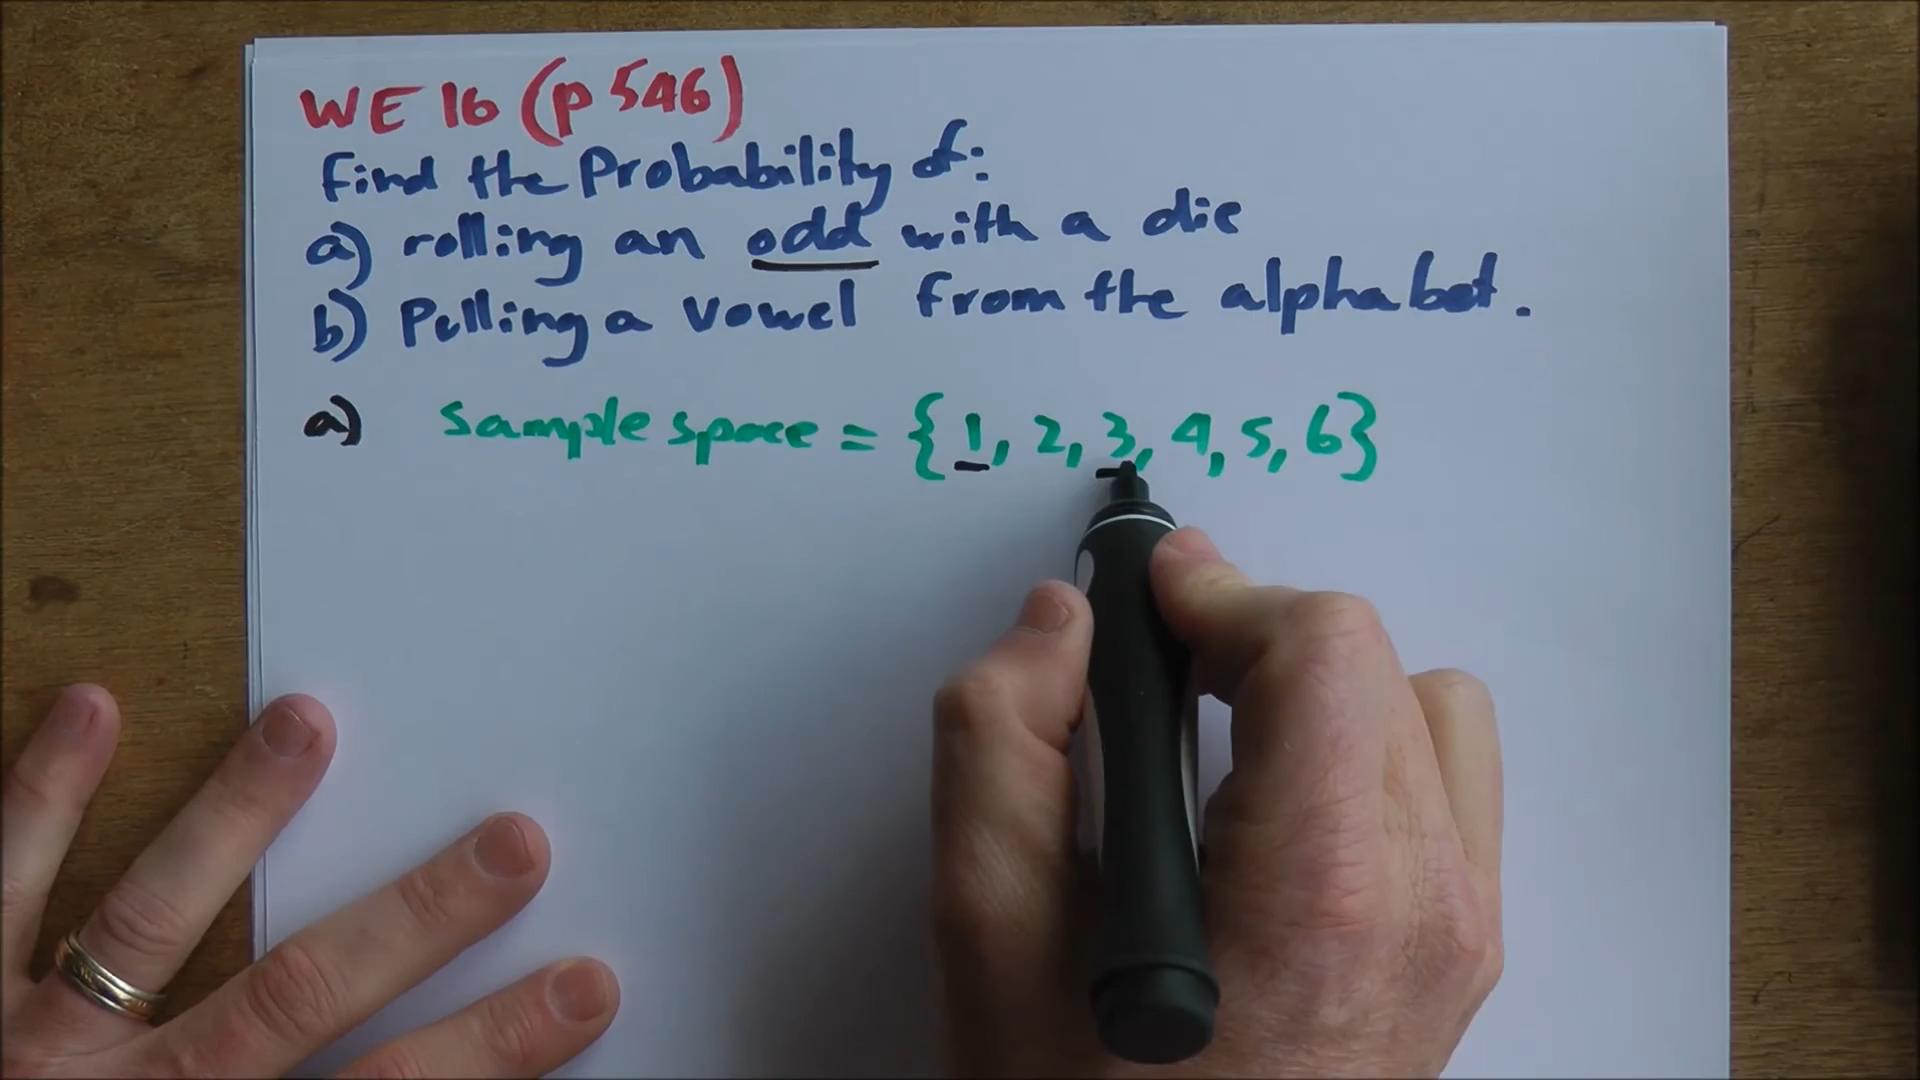 WE 16 (p 546)
Find the Probability of:
a) rolling an odd with a die
b) Pulling a vowel from the alphabet.
a) Sample space = {1, 2, 3, 4, 5, 6}